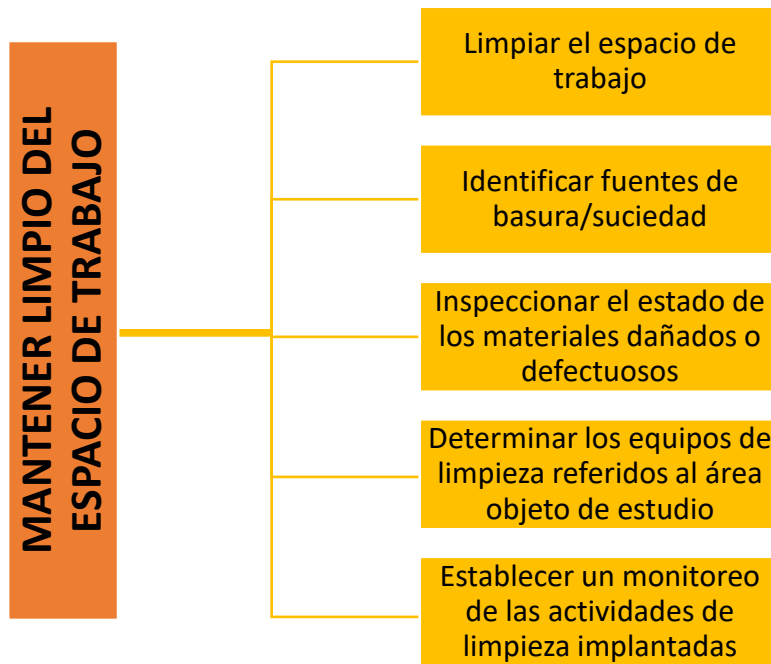 MANTENER LIMPIO DEL
ESPACIO DE TRABAJO
Limpiar el espacio de
trabajo
Identificar fuentes de
basura/suciedad
Inspeccionar el estado de
los materiales dañados o
defectuosos
Determinar los equipos de
limpieza referidos al área
objeto de estudio
Establecer un monitoreo
de las actividades de
limpieza implantadas